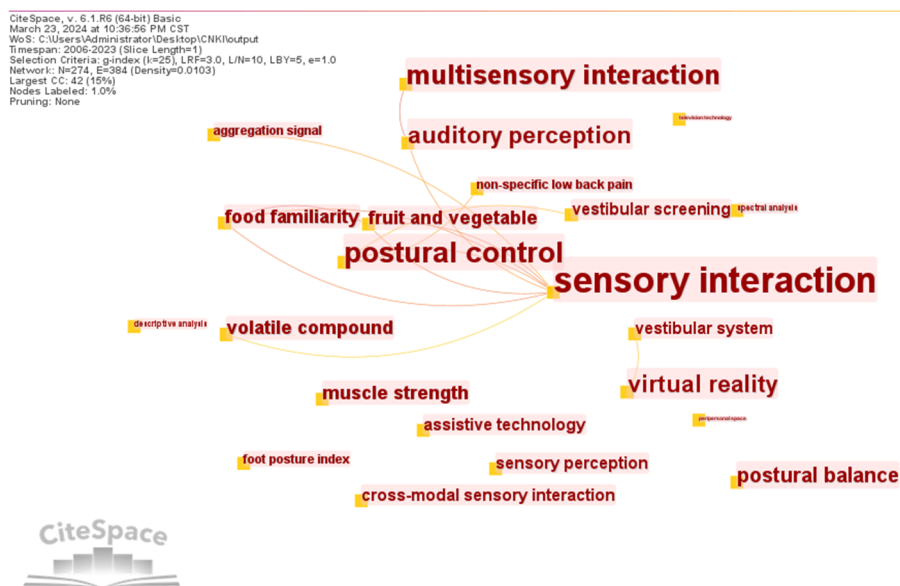 CiteSpace, v. 6.1.R6 (64-bit) Basic
March 23, 2024 at 10:36:56 PM CST
WoS: C:\Users\Administrator\Desktop\CNKI\output
Timespan: 2006-2023 (Slice Length=1)
Selection Criteria: g-index (k=25), LRF=3.0, L/N=10, LBY=5, e=1.0
Network: N=274, E=384 (Density=0.0103)
Largest CC: 42 (15%)
Nodes Labeled: 1.0%
Pruning: None
multisensory interaction
television technology
aggregation signal
auditory perception
non-specific low back pain
vestibular screening
spectral analysis
food familiarity
fruit and vegetable
postural control
sensory interaction
descriptive analysis
volatile compound
vestibular system
virtual reality
muscle strength
peripersonal space
assistive technology
foot posture index
sensory perception
postural balance
cross-modal sensory interaction
CiteSpace